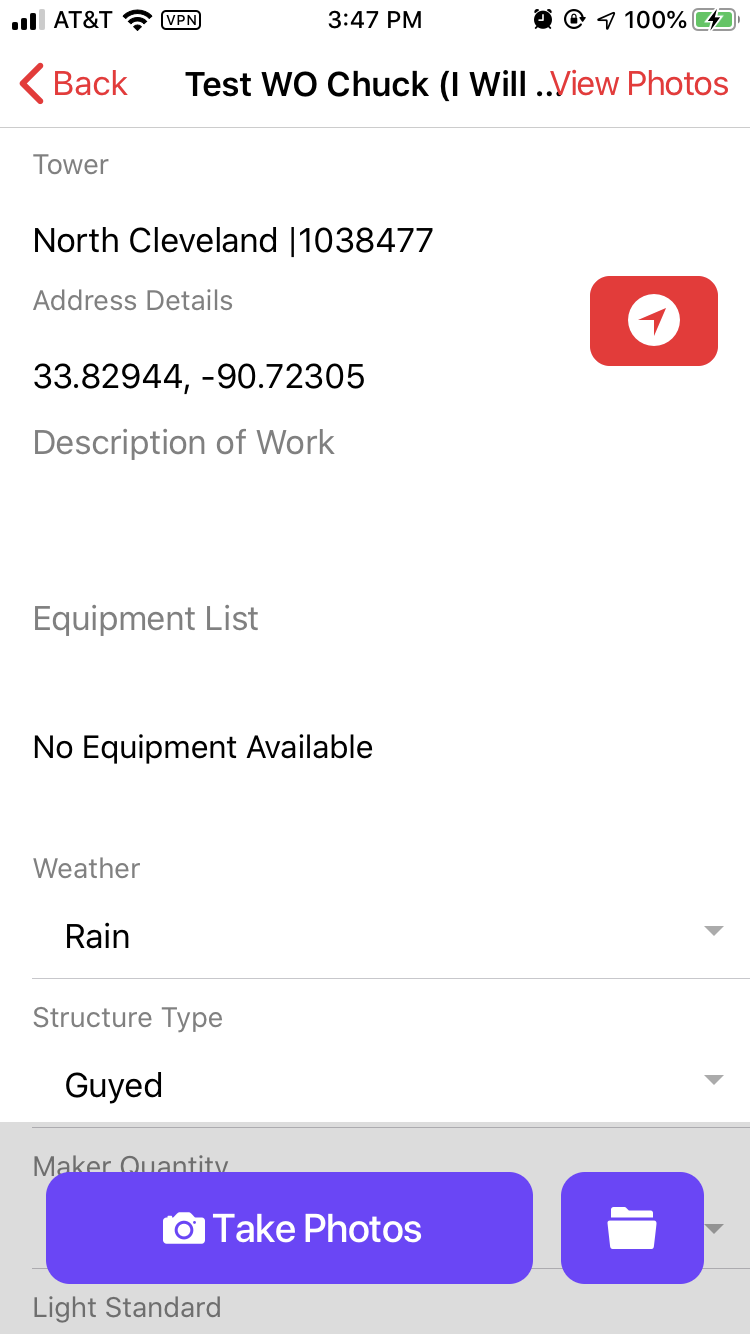 AT&T VPN 3:47 PM 100%
Back Test WO Chuck (I Will ... View Photos
Tower
North Cleveland |1038477
Address Details
33.82944, -90.72305
Description of Work
Equipment List
No Equipment Available
Weather
Rain
Structure Type
Guyed
Maker Quantity
Take Photos
Light Standard